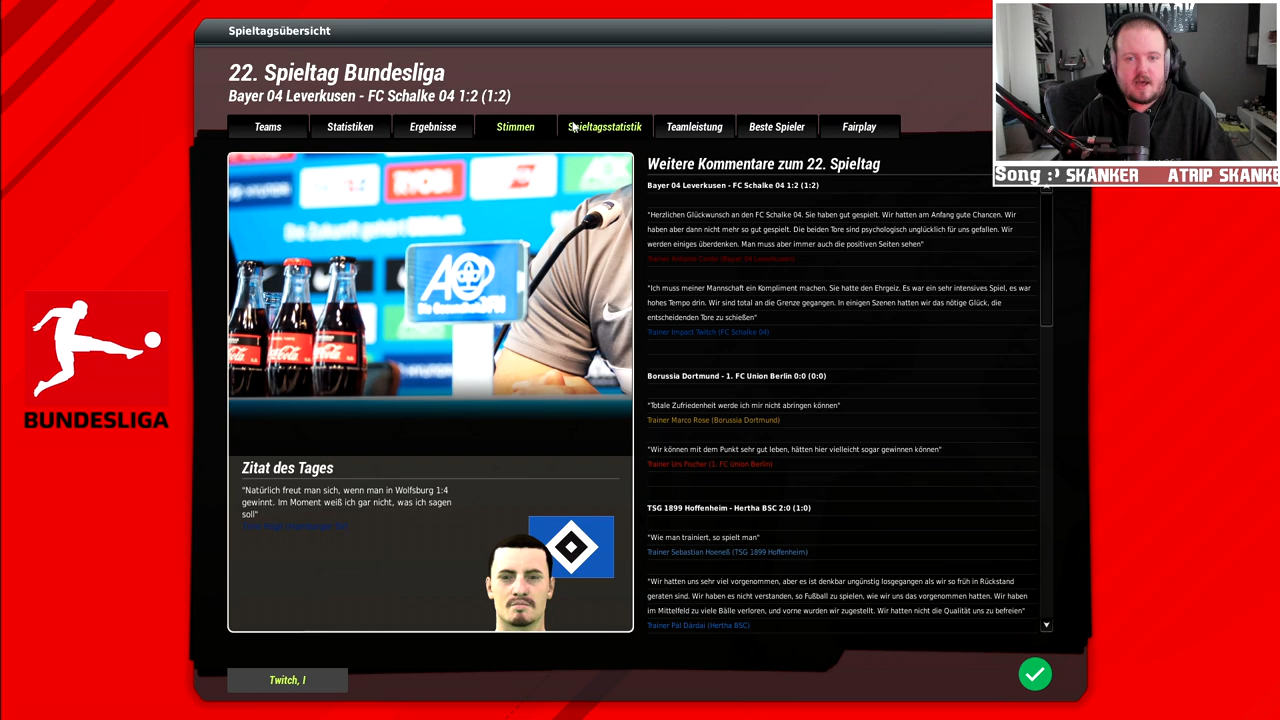 Spieltagsübersicht
22. Spieltag Bundesliga
Bayer 04 Leverkusen - FC Schalke 04 1:2 (1:2)
Teams
Statistiken
Ergebnisse
Stimmen
Spieltagsstatistik
Teamleistung
Beste Spieler
Fairplay
Song :) SKANKER ATRIP SKANKE
RYOBI
Coca-Cola
BUNDESLIGA
Zitat des Tages
"Natürlich freut man sich, wenn man in Wolfsburg 1:4
gewinnt. Im Moment weiß ich gar nicht, was ich sagen
soll"
Weitere Kommentare zum 22. Spieltag
Bayer 04 Leverkusen - FC Schalke 04 1:2 (1:2)
"Herzlichen Glückwunsch an den FC Schalke 04. Sie haben gut gespielt. Wir hatten am Anfang gute Chancen. Wir
haben aber dann nicht mehr so gut gespielt. Die beiden Tore sind psychologisch unglücklich für uns gefallen. Wir
werden einiges überdenken. Man muss aber immer auch die positiven Seiten sehen"
Trainer Antonio Conte (Bayer 04 Leverkusen)
"Ich muss meiner Mannschaft ein Kompliment machen. Sie hatte den Ehrgeiz. Es war ein sehr intensives Spiel, es war
hohes Tempo drin. Wir sind total an die Grenze gegangen. In einigen Szenen hatten wir das nötige Glück, die
entscheidenden Tore zu schießen"
Trainer Impact Twitch (FC Schalke 04)
Borussia Dortmund - 1. FC Union Berlin 0:0 (0:0)
"Totale Zufriedenheit werde ich mir nicht abringen können"
Trainer Marco Rose (Borussia Dortmund)
"Wir können mit dem Punkt sehr gut leben, hätten hier vielleicht sogar gewinnen können"
Trainer Urs Fischer (1. FC Union Berlin)
TSG 1899 Hoffenheim - Hertha BSC 2:0 (1:0)
"Wie man trainiert, so spielt man"
Trainer Sebastian Hoeneß (TSG 1899 Hoffenheim)
"Wir hatten uns sehr viel vorgenommen, aber es ist denkbar ungünstig losgegangen als wir so früh in Rückstand
geraten sind. Wir haben es nicht verstanden, so Fußball zu spielen, wie wir uns das vorgenommen hatten. Wir haben
im Mittelfeld zu viele Bälle verloren, und vorne wurden wir zugestellt. Wir hatten nicht die Qualität uns zu befreien"
Trainer Pál Dárdai (Hertha BSC)
Twitch, I